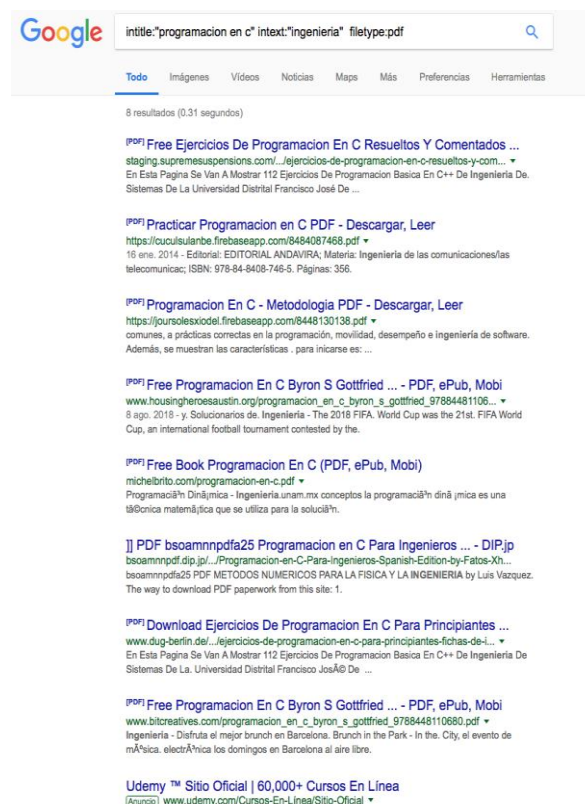 Google
intitle:"programacion en c" intext:"ingenieria" filetype:pdf
Todo Imágenes Vídeos Noticias Maps Más Preferencias Herramientas
8 resultados (0.31 segundos)
[PDF] Free Ejercicios De Programacion En C Resueltos Y Comentados ...
staging.supremesuspensions.com/.../ejercicios-de-programacion-en-c-resueltos-y-com... ▼
En Esta Pagina Se Van A Mostrar 112 Ejercicios De Programacion Basica En C++ De Ingenieria De.
Sistemas De La Universidad Distrital Francisco José De ...
[PDF] Practicar Programacion en C PDF - Descargar, Leer
https://cuculsulanbe.firebaseapp.com/8484087468.pdf ▼
16 ene. 2014 - Editorial: EDITORIAL ANDAVIRA; Materia: Ingenieria de las comunicaciones/las
telecomunicac; ISBN: 978-84-8408-746-5. Páginas: 356.
[PDF] Programacion En C - Metodologia PDF - Descargar, Leer
https://joursolesxiodel.firebaseapp.com/8448130138.pdf ▼
comunes, a prácticas correctas en la programación, movilidad, desempeño e ingeniería de software.
Además, se muestran las características . para inicarse es: ...
[PDF] Free Programacion En C Byron S Gottfried ... - PDF, ePub, Mobi
www.housingheroesaustin.org/programacion_en_c_byron_s_gottfried_97884481106... ▼
8 ago. 2018 - y. Solucionarios de. Ingenieria - The 2018 FIFA. World Cup was the 21st. FIFA World
Cup, an international football tournament contested by the.
[PDF] Free Book Programacion En C (PDF, ePub, Mobi)
michelbrito.com/programacion-en-c.pdf ▼
Programaciã³n Dinã¡mica - Ingenieria.unam.mx conceptos la programaciã³n dinã ¡mica es una
tã©cnica matemã¡tica que se utiliza para la soluciã³n.
]] PDF bsoamnnpdfa25 Programacion en C Para Ingenieros ... - DIP.jp
bsoamnnpdf.dip.jp/.../Programacion-en-C-Para-Ingenieros-Spanish-Edition-by-Fatos-Xh...
bsoamnnpdfa25 PDF METODOS NUMERICOS PARA LA FISICA Y LA INGENIERIA by Luis Vazquez.
The way to download PDF paperwork from this site: 1.
[PDF] Download Ejercicios De Programacion En C Para Principiantes ...
www.dug-berlin.de/.../ejercicios-de-programacion-en-c-para-principiantes-fichas-de-i... ▼
En Esta Pagina Se Van A Mostrar 112 Ejercicios De Programacion Basica En C++ De Ingenieria De
Sistemas De La. Universidad Distrital Francisco JosÃ© De ...
[PDF] Free Programacion En C Byron S Gottfried ... - PDF, ePub, Mobi
www.bitcreatives.com/programacion_en_c_byron_s_gottfried_9788448110680.pdf ▼
Ingenieria - Disfruta el mejor brunch en Barcelona. Brunch in the Park - In the. City, el evento de
mÃºsica. electrÃ³nica los domingos en Barcelona al aire libre.
Udemy ™ Sitio Oficial | 60,000+ Cursos En Línea
Anuncio www.udemy.com/Cursos-En-Línea/Sitio-Oficial ▼